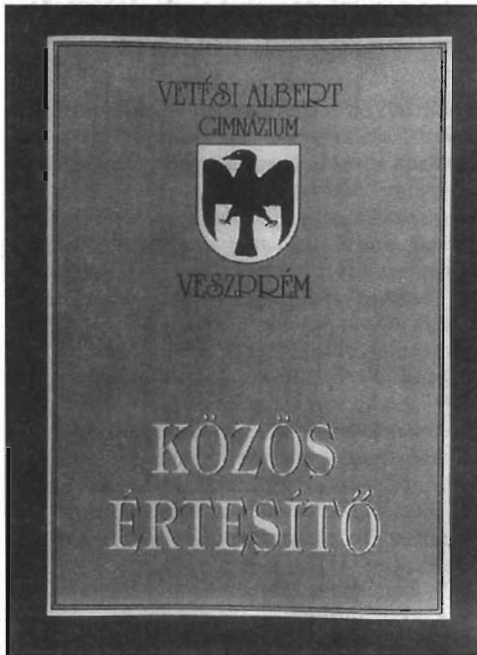 VETÉSI ALBERT
GIMNÁZIUM
VESZPRÉM
KÖZÖS
ÉRTESÍTŐ